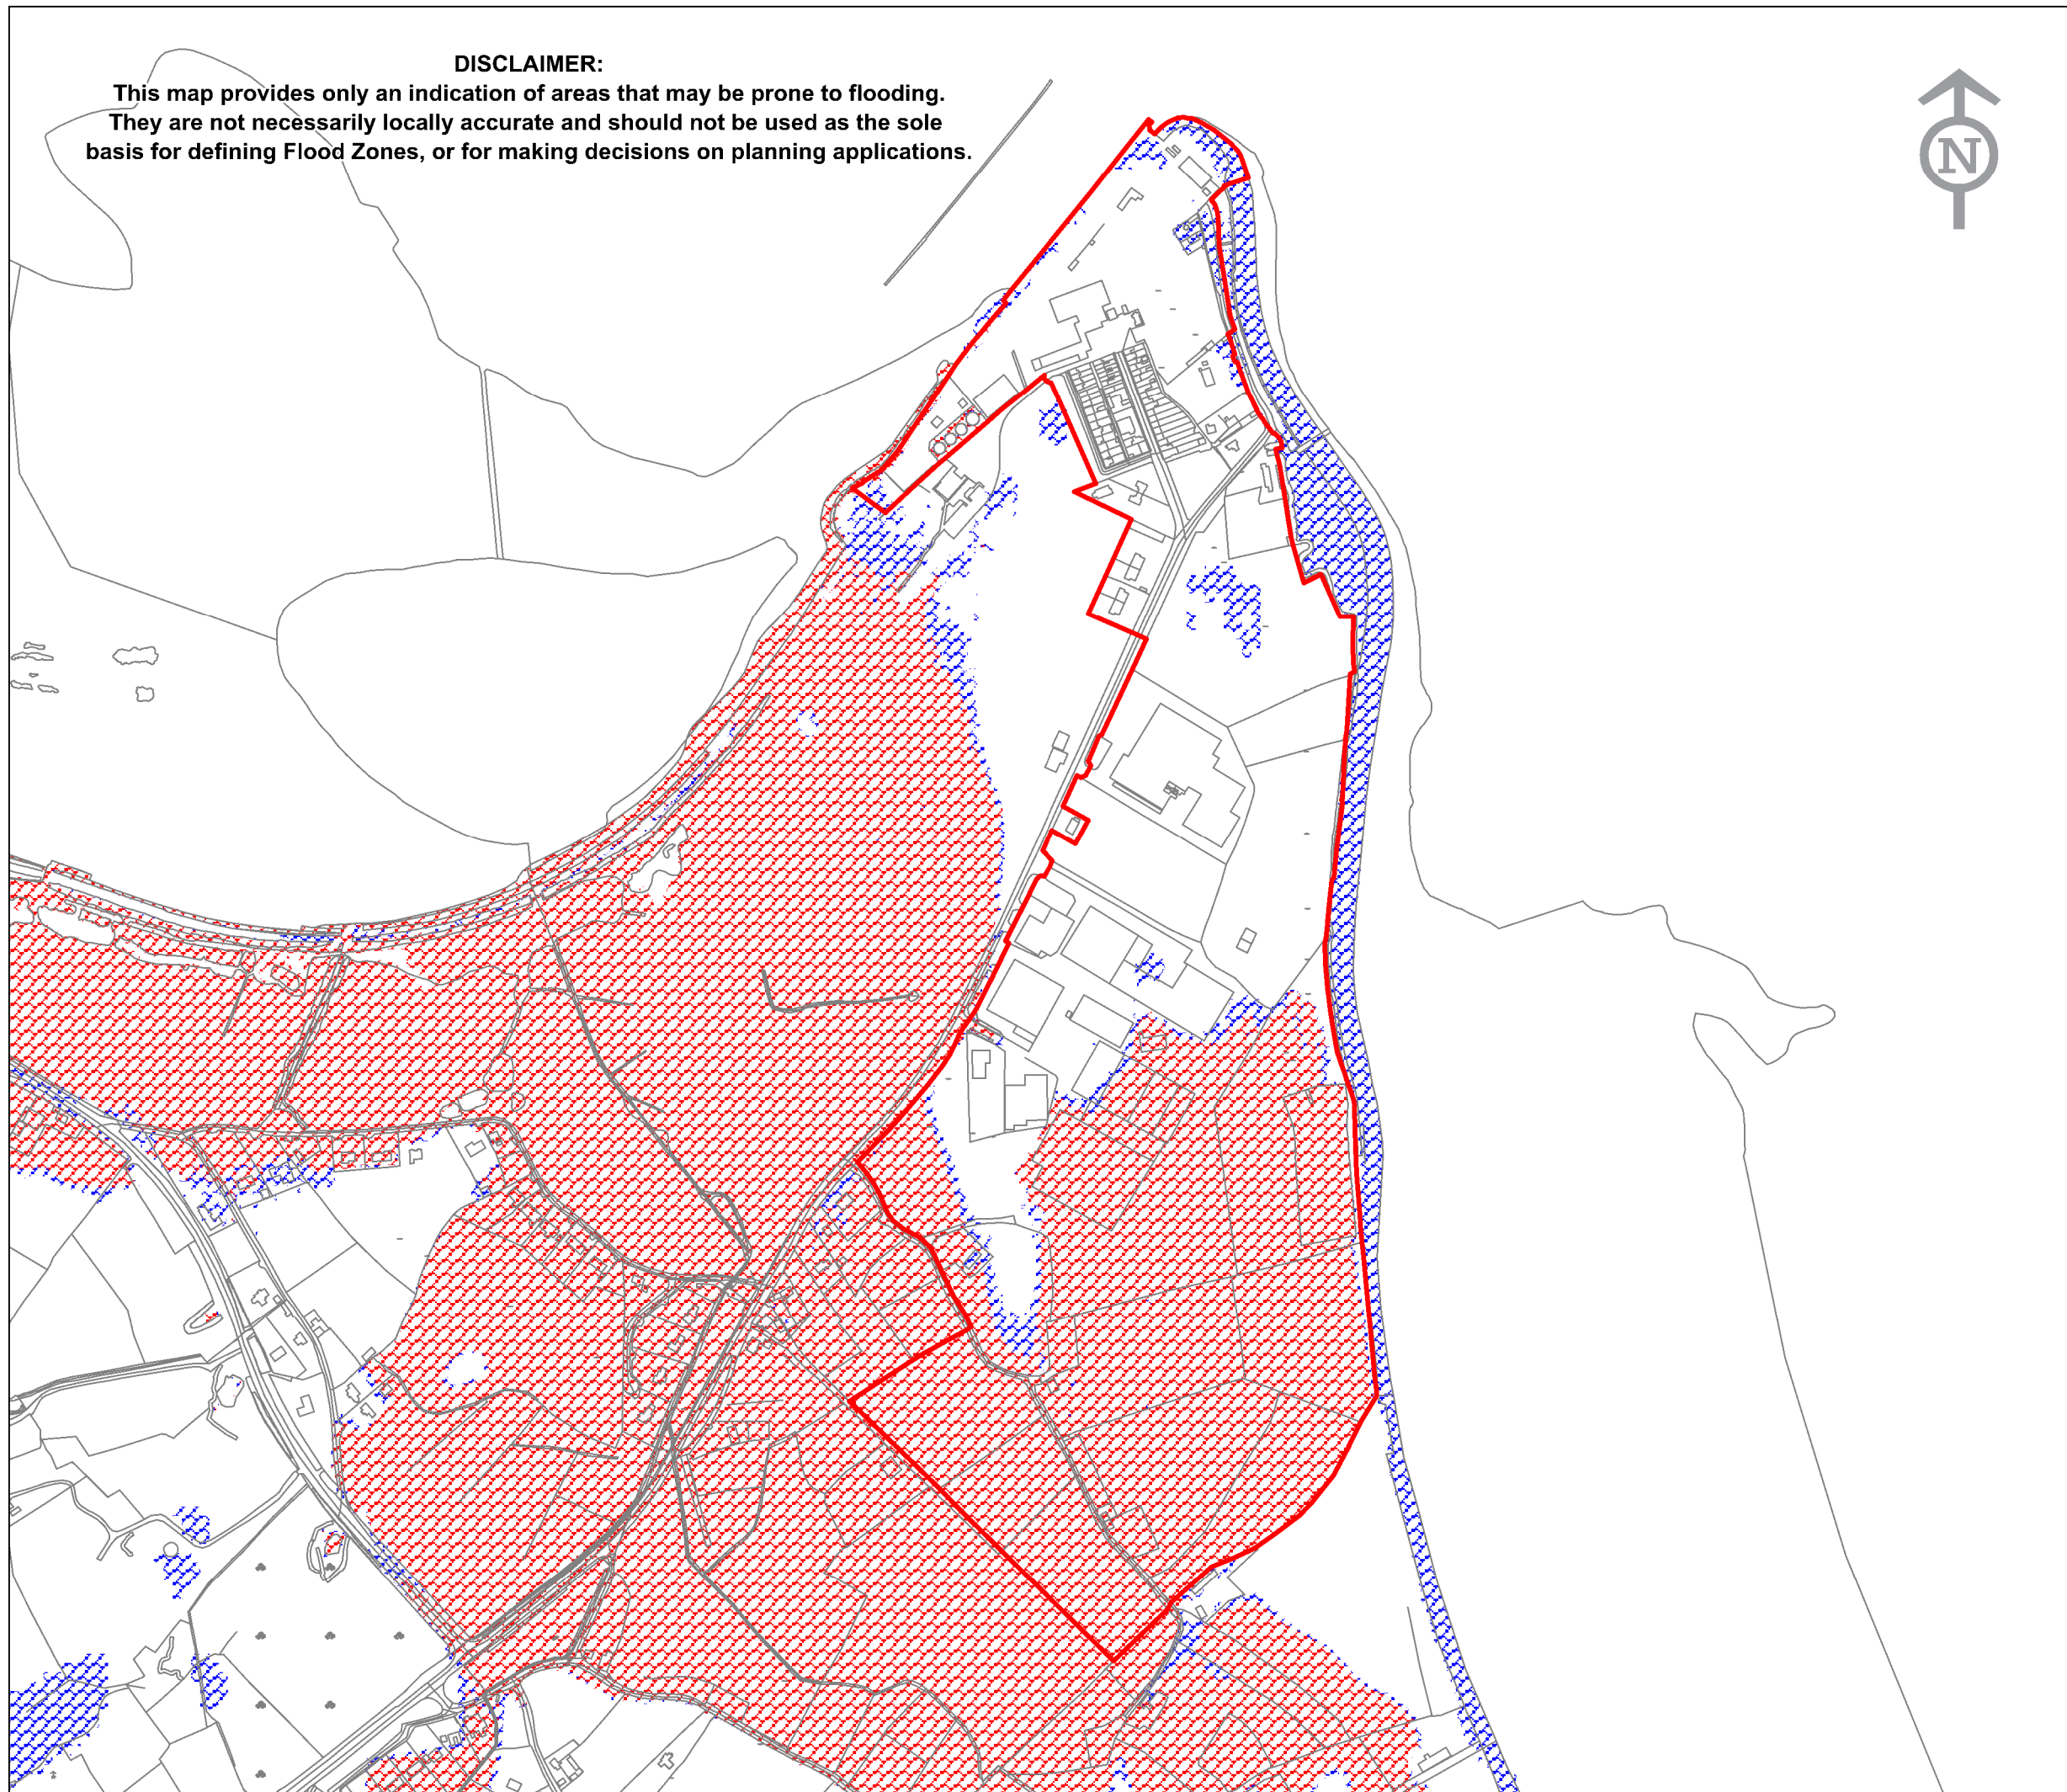 DISCLAIMER:
This map provides only an indication of areas that may be prone to flooding.
They are not necessarily locally accurate and should not be used as the sole
basis for defining Flood Zones, or for making decisions on planning applications.
N